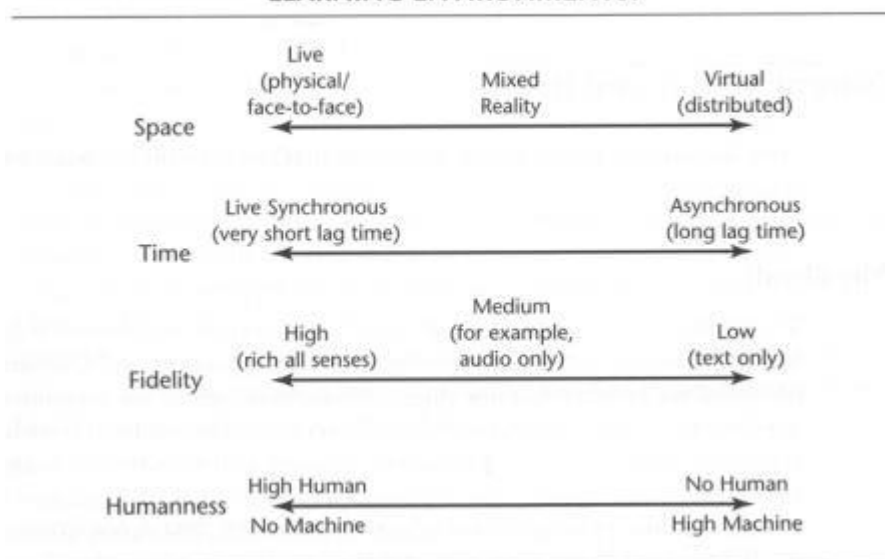 Live
(physical/ Mixed Virtual
face-to-face) Reality (distributed)
Space
Live Synchronous Asynchronous
(very short lag time) (long lag time)
Time
Medium
High (for example, Low
(rich all senses) audio only) (text only)
Fidelity
High Human No Human
Humanness
No Machine High Machine